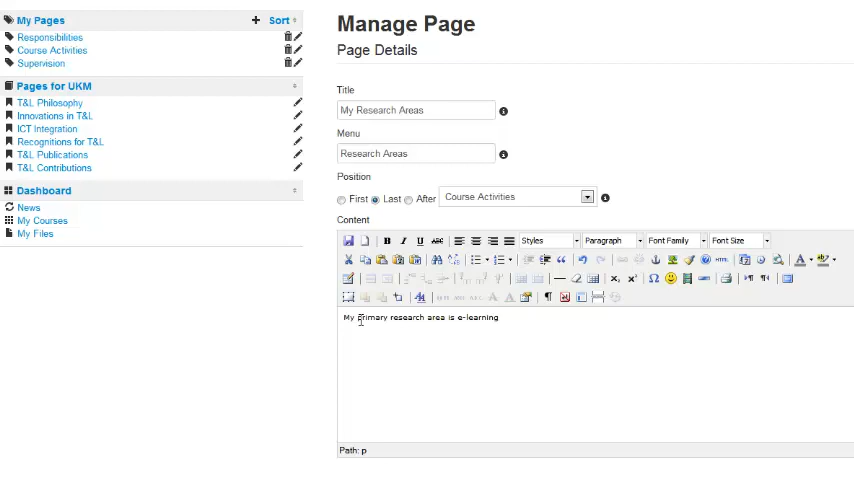 My Pages
Sort
Responsibilities
Course Activities
Supervision
Pages for UKM
T&L Philosophy
Innovations in T&L
ICT Integration
Recognitions for T&L
T&L Publications
T&L Contributions
Dashboard
News
My Courses
My Files
Manage Page
Page Details
Title
My Research Areas
Menu
Research Areas
Position
First Last After Course Activities
Content
B I U ABC Styles Paragraph Font Family Font Size
HTML
My primary research area is e-learning
Path: p